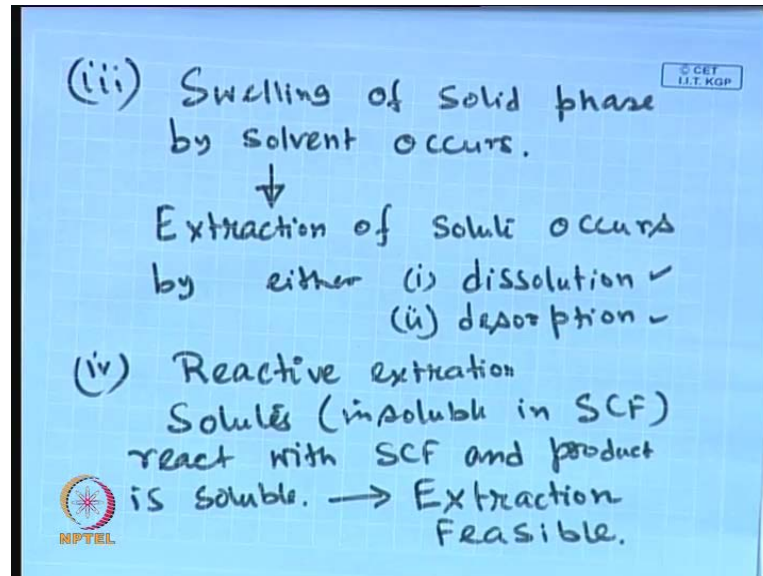 (iii) Swelling of solid phase
© CET
I.I.T. KGP
by solvent occurs.
↓
Extraction of solute occurs
by either (i) dissolution ✓
(ii) desorption ✓
(iv) Reactive extration
Solutes (insoluble in SCF)
react with SCF and product
is soluble. → Extraction
Feasible.
NPTEL